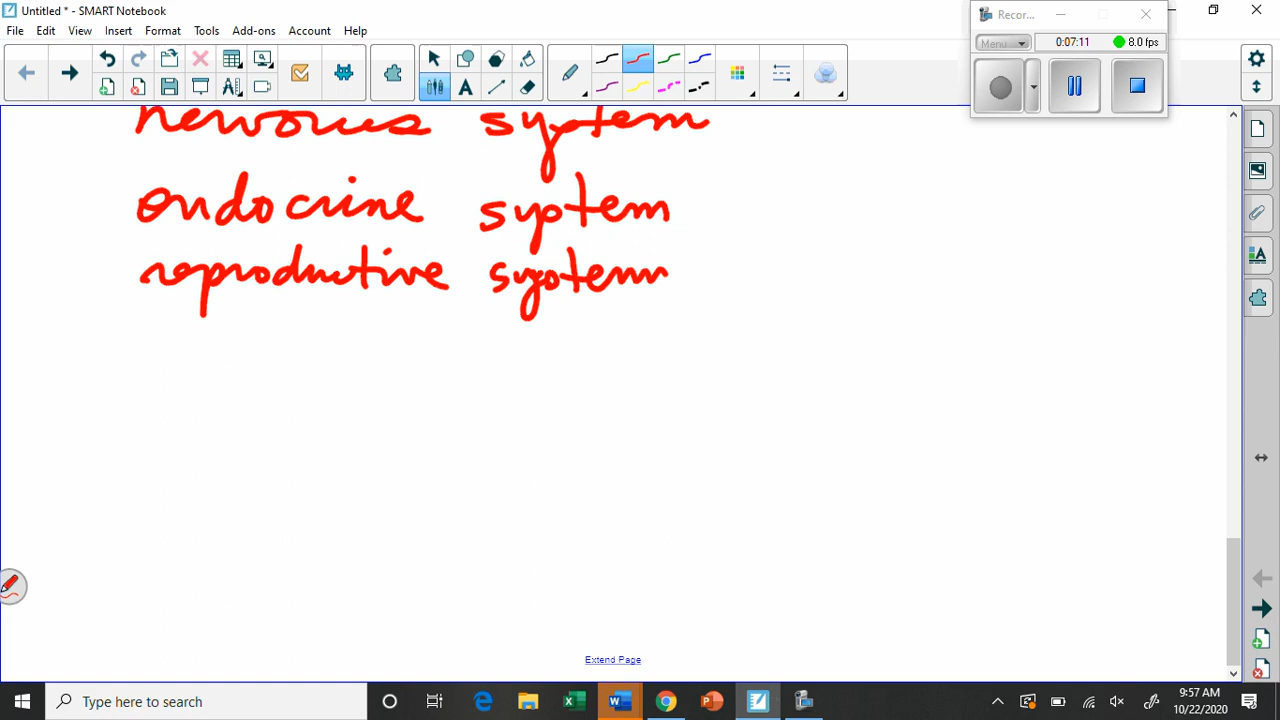 Untitled * - SMART Notebook
Recor...
File Edit View Insert Format Tools Add-ons Account Help
Menu 0:07:11 8.0 fps
nervous system
endocrine system
reproductive system
Extend Page
Type here to search
9:57 AM
10/22/2020